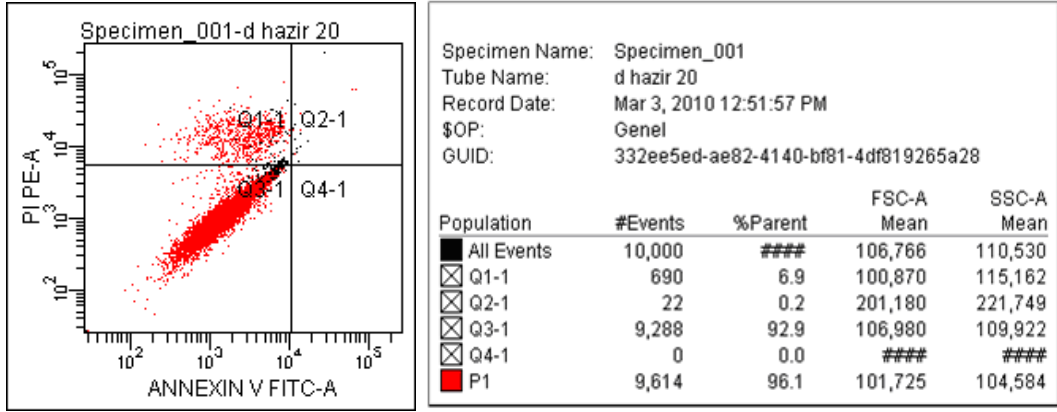 Specimen_001-d hazir 20
PI PE-A
10^5
10^4
10^3
10^2
Q1-1 Q2-1
Q3-1 Q4-1
10^2 10^3 10^4 10^5
ANNEXIN V FITC-A
Specimen Name: Specimen_001
Tube Name: d hazir 20
Record Date: Mar 3, 2010 12:51:57 PM
$OP: Genel
GUID: 332ee5ed-ae82-4140-bf81-4df819265a28
FSC-A SSC-A
Population #Events %Parent Mean Mean
All Events 10,000 #### 106,766 110,530
Q1-1 690 6.9 100,870 115,162
Q2-1 22 0.2 201,180 221,749
Q3-1 9,288 92.9 106,980 109,922
Q4-1 0 0.0 #### ####
P1 9,614 96.1 101,725 104,584